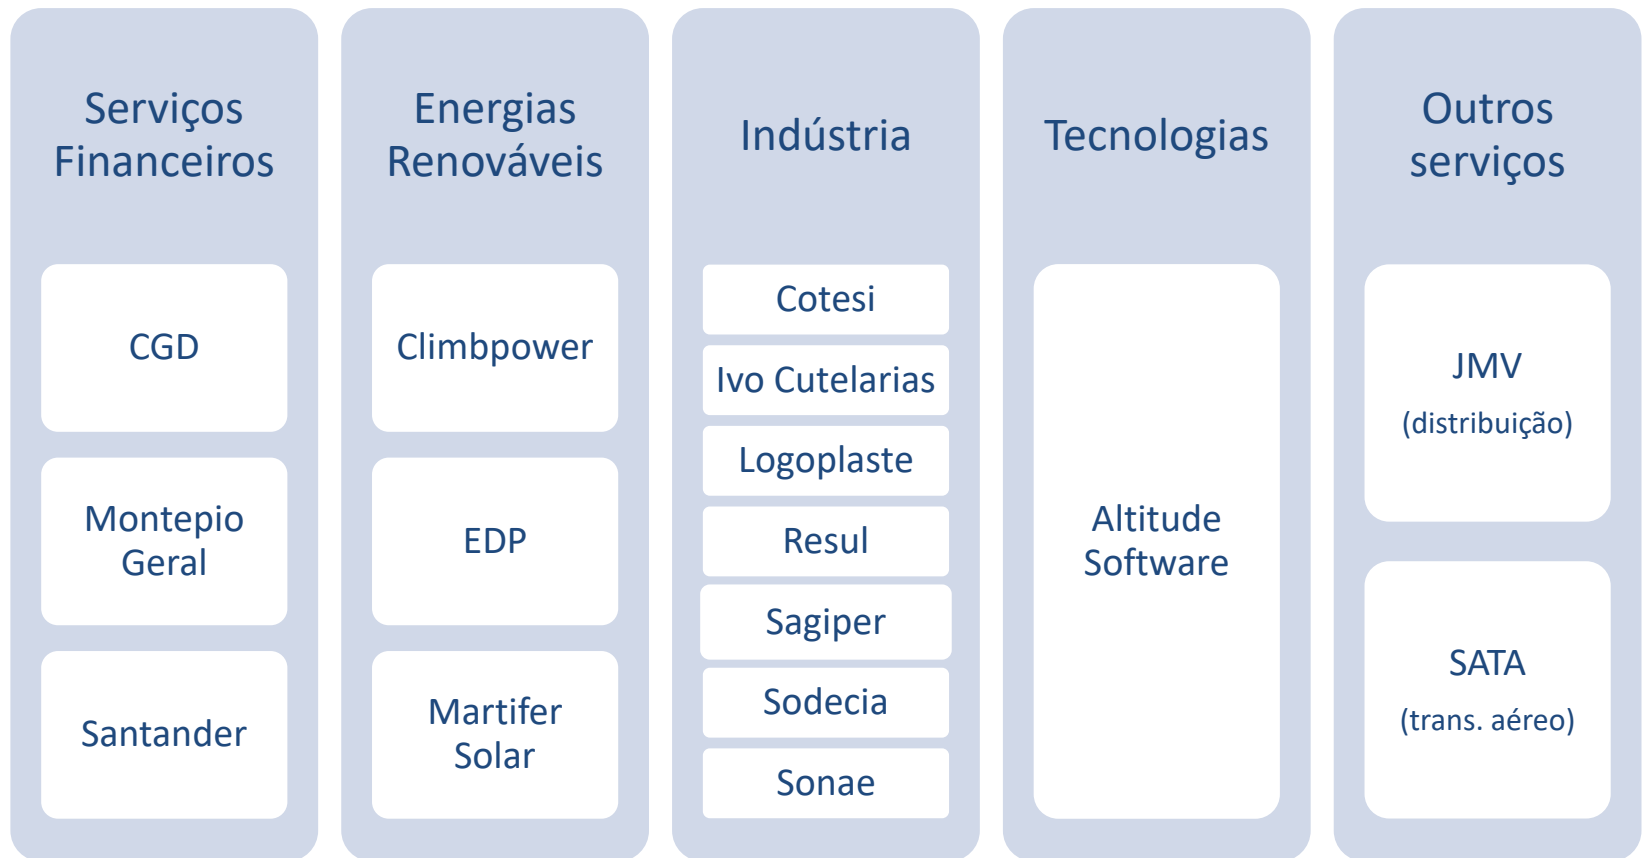 Serviços
Financeiros
CGD
Montepio
Geral
Santander
Energias
Renováveis
Climbpower
EDP
Martifer
Solar
Indústria
Cotesi
Ivo Cutelarias
Logoplaste
Resul
Sagiper
Sodecia
Sonae
Tecnologias
Altitude
Software
Outros
serviços
JMV
(distribuição)
SATA
(trans. aéreo)